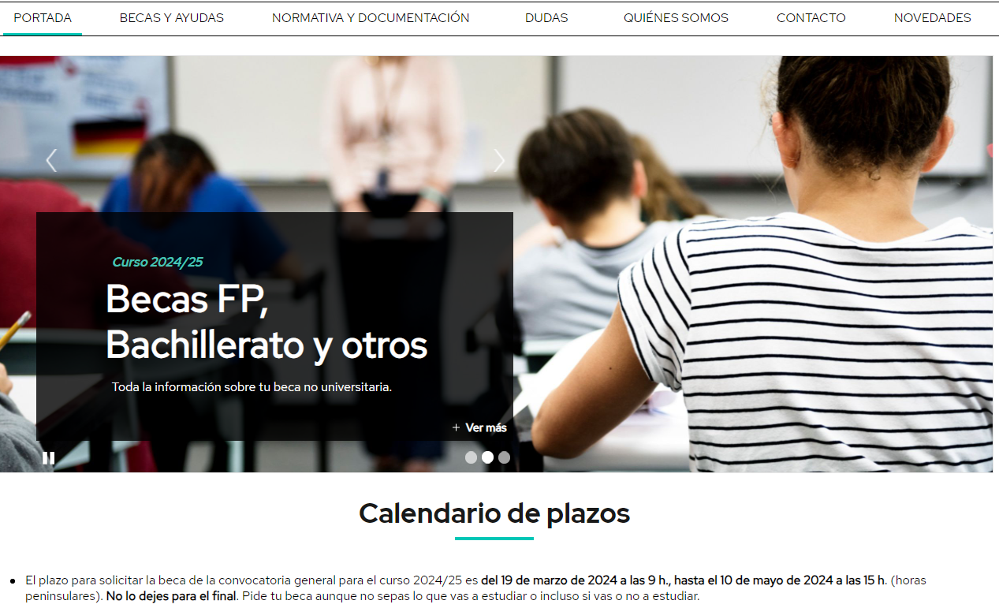 PORTADA BECAS Y AYUDAS NORMATIVA Y DOCUMENTACIÓN DUDAS QUIÉNES SOMOS CONTACTO NOVEDADES
Curso 2024/25
Becas FP,
Bachillerato y otros
Toda la información sobre tu beca no universitaria.
+ Ver más
Calendario de plazos
• El plazo para solicitar la beca de la convocatoria general para el curso 2024/25 es del 19 de marzo de 2024 a las 9 h., hasta el 10 de mayo de 2024 a las 15 h. (horas
peninsulares). No lo dejes para el final. Pide tu beca aunque no sepas lo que vas a estudiar o incluso si vas o no a estudiar.